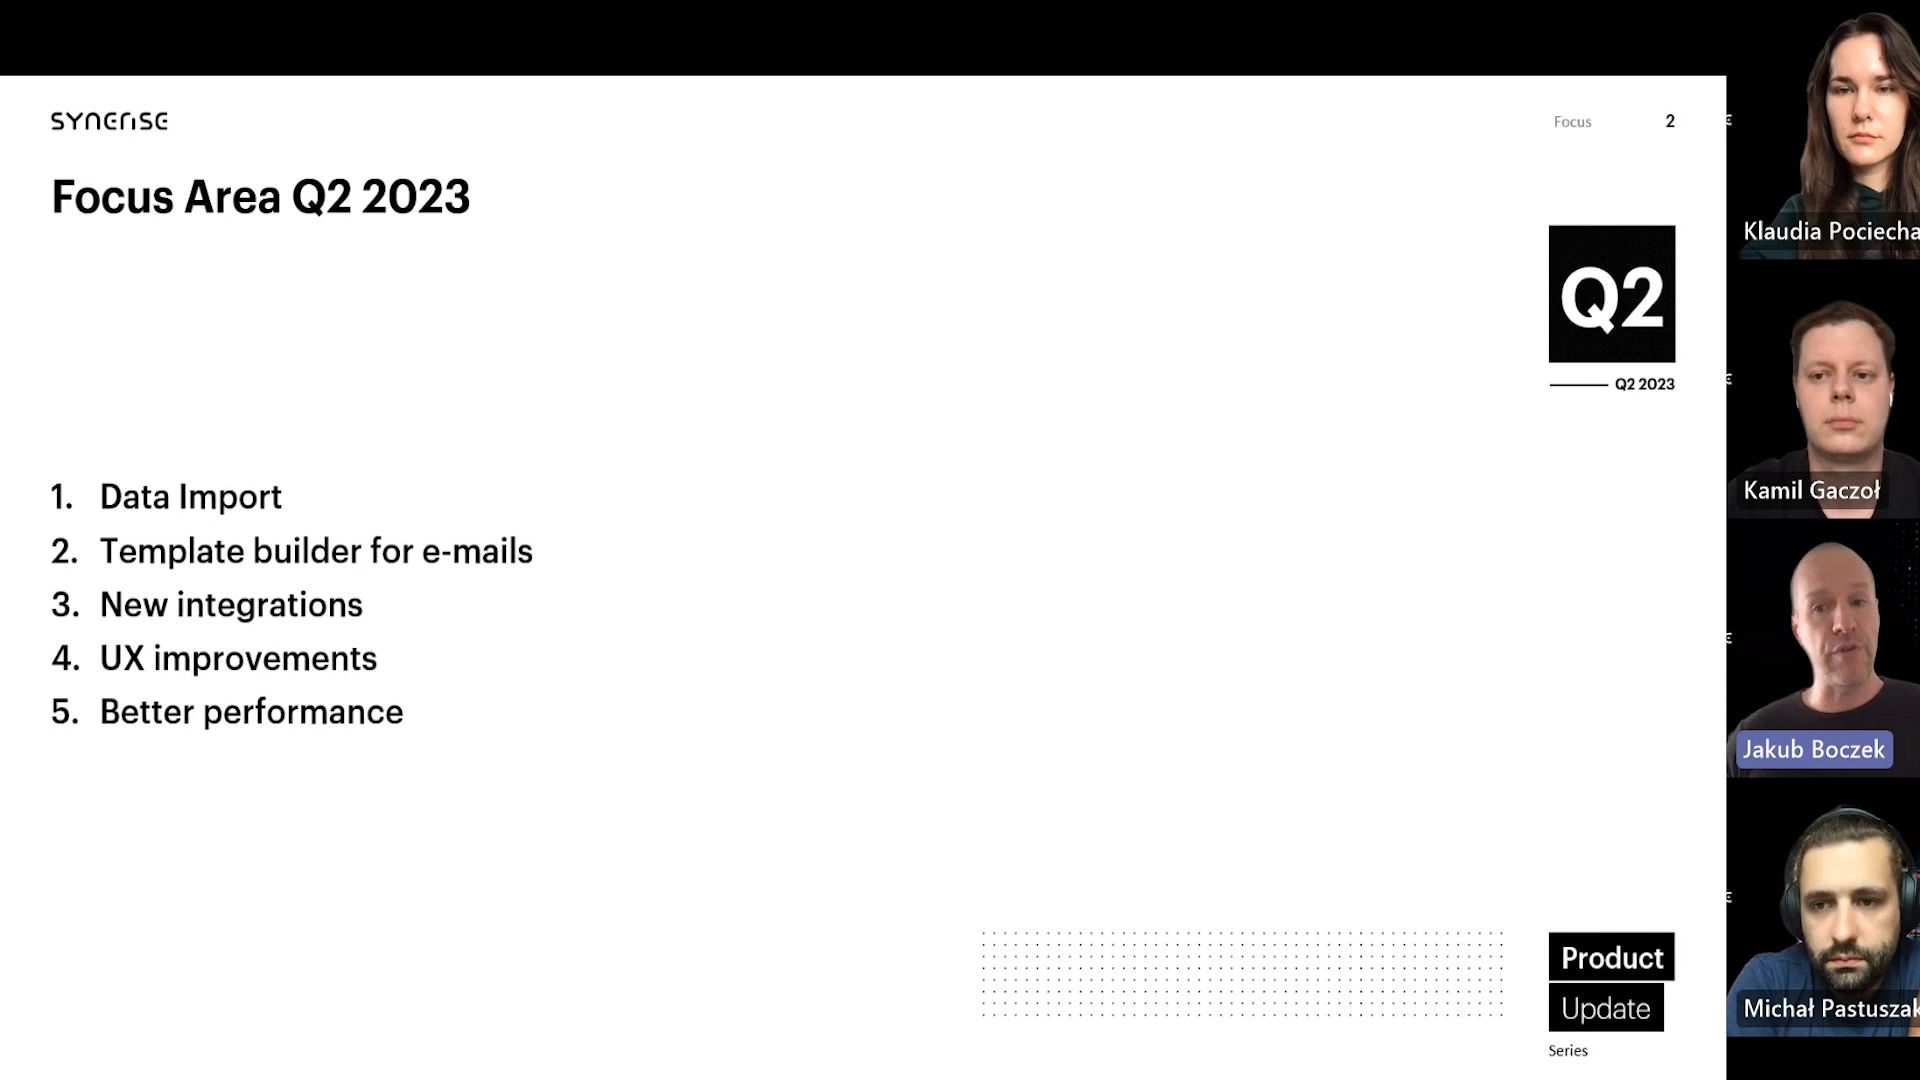 SYNERISE
Focus
2
Focus Area Q2 2023
Q2
Q2 2023
1. Data Import
2. Template builder for e-mails
3. New integrations
4. UX improvements
5. Better performance
Product
Update
Series
Klaudia Pociecha
Kamil Gaczoł
Jakub Boczek
Michał Pastuszak